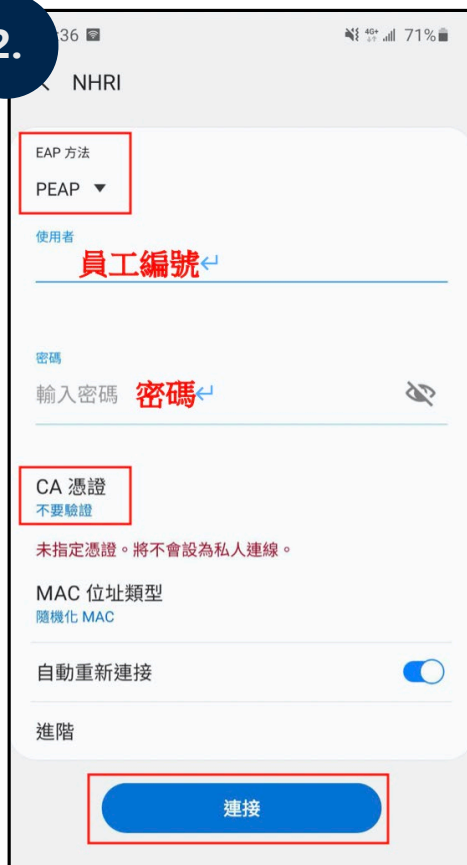 2.
:36
4G+ 71%
NHRI
EAP 方法
PEAP
使用者
員工編號
密碼
輸入密碼 密碼
CA 憑證
不要驗證
未指定憑證。將不會設為私人連線。
MAC 位址類型
隨機化 MAC
自動重新連接
進階
連接